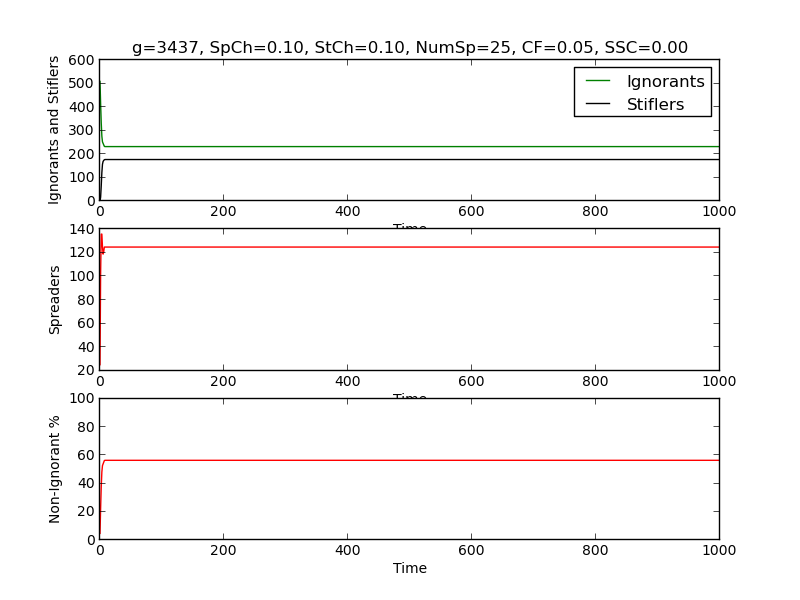 g=3437, SpCh=0.10, StCh=0.10, NumSp=25, CF=0.05, SSC=0.00
Ignorants and Stiflers
600
500
400
300
200
100
0
Ignorants
Stiflers
0 200 400 600 800 1000
Time
Spreaders
140
120
100
80
60
40
20
0 200 400 600 800 1000
Time
Non-Ignorant %
100
80
60
40
20
0
0 200 400 600 800 1000
Time